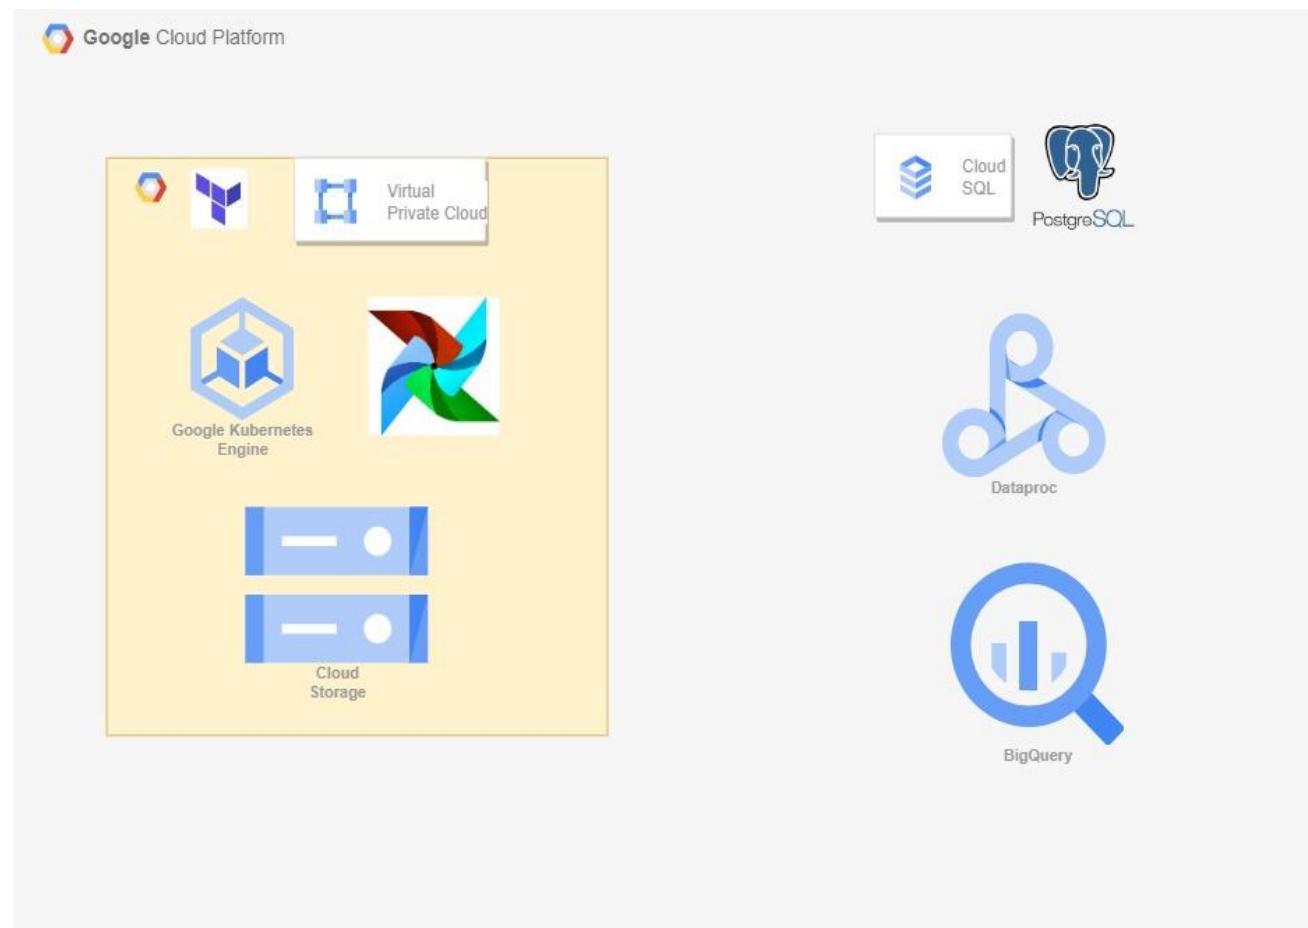 Google Cloud Platform
Virtual
Private Cloud
Cloud
SQL
PostgreSQL
Google Kubernetes
Engine
Dataproc
Cloud
Storage
BigQuery